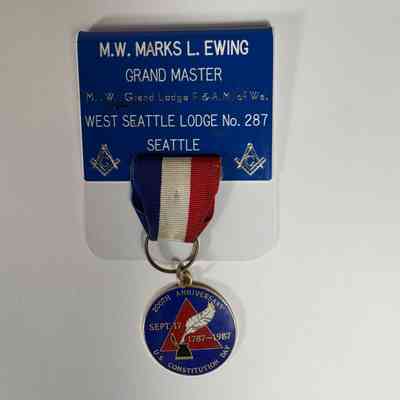 M.W. MARKS L. EWING
GRAND MASTER
M. W. Grand Lodge F. & A.M. of Wa.
WEST SEATTLE LODGE No. 287
SEATTLE
G G
200TH ANNIVERSARY
SEPT. 17
1787-1987
U.S. CONSTITUTION DAY